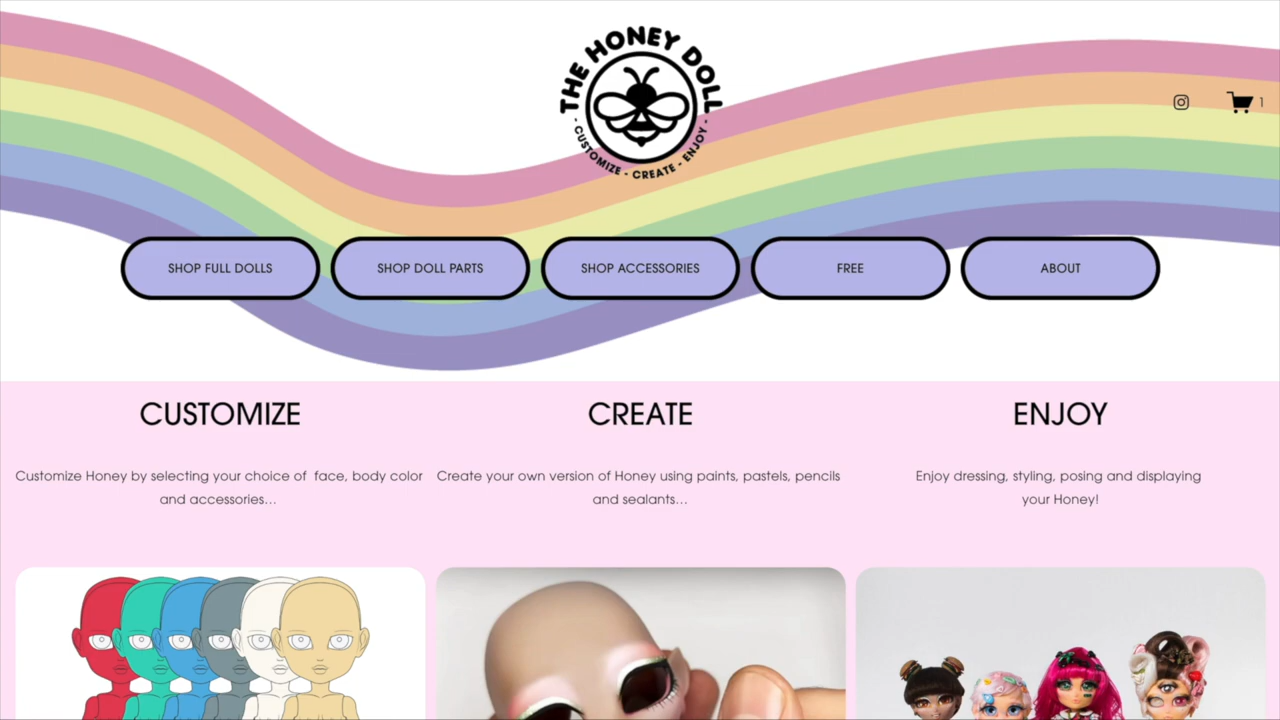 THE HONEY DOLL
- CUSTOMIZE - CREATE - ENJOY -
1
SHOP FULL DOLLS
SHOP DOLL PARTS
SHOP ACCESSORIES
FREE
ABOUT
CUSTOMIZE
Customize Honey by selecting your choice of  face, body color
and accessories...
CREATE
Create your own version of Honey using paints, pastels, pencils
and sealants...
ENJOY
Enjoy dressing, styling, posing and displaying
your Honey!